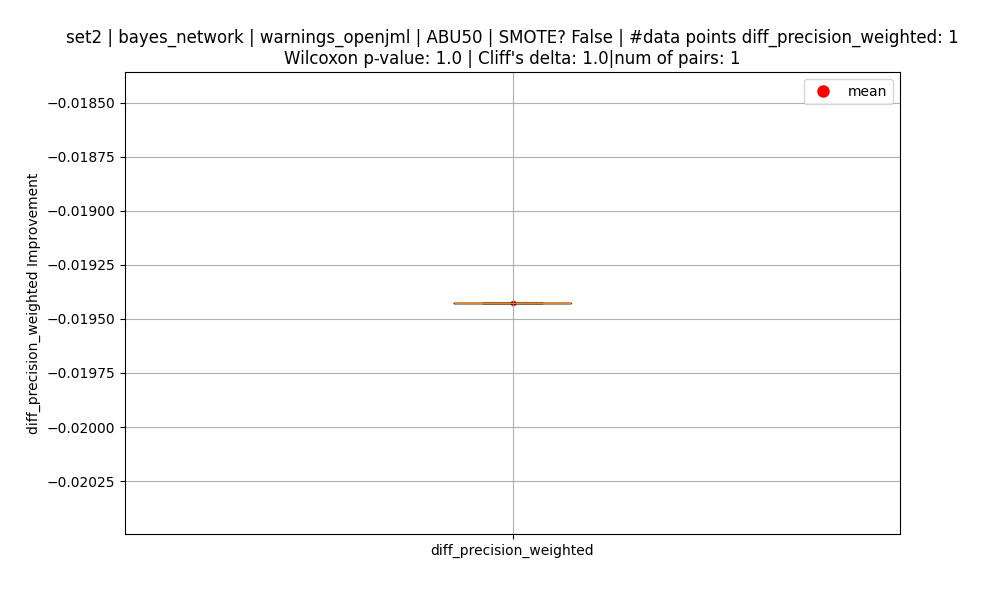 set2 | bayes_network | warnings_openjml | ABU50 | SMOTE? False | #data points diff_precision_weighted: 1
Wilcoxon p-value: 1.0 | Cliff's delta: 1.0|num of pairs: 1
mean
−0.01850
−0.01875
−0.01900
−0.01925
−0.01950
−0.01975
−0.02000
−0.02025
diff_precision_weighted Improvement
diff_precision_weighted